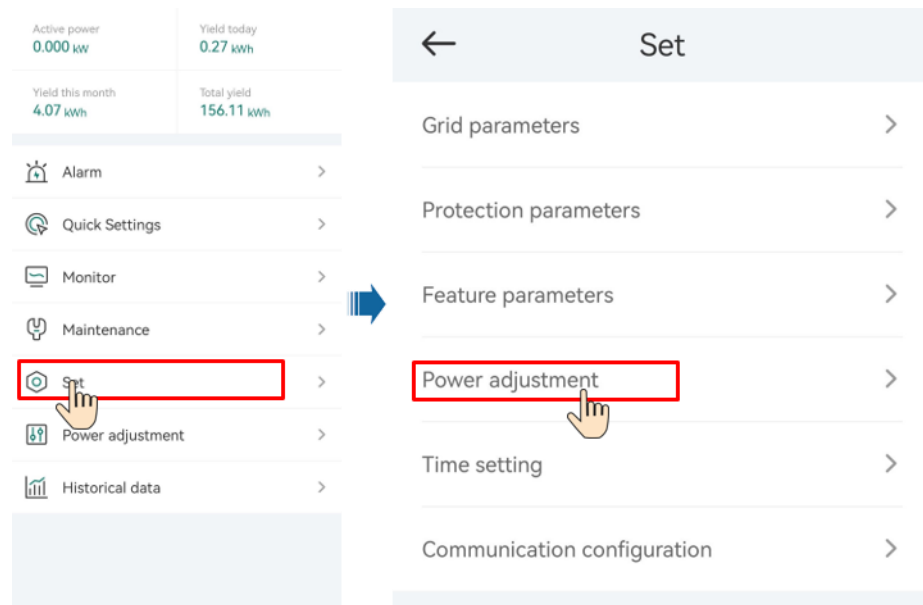 Active power
0.000 kW
Yield today
0.27 kWh
Yield this month
4.07 kWh
Total yield
156.11 kWh
Alarm
Quick Settings
Monitor
Maintenance
Set
Power adjustment
Historical data
Set
Grid parameters
Protection parameters
Feature parameters
Power adjustment
Time setting
Communication configuration